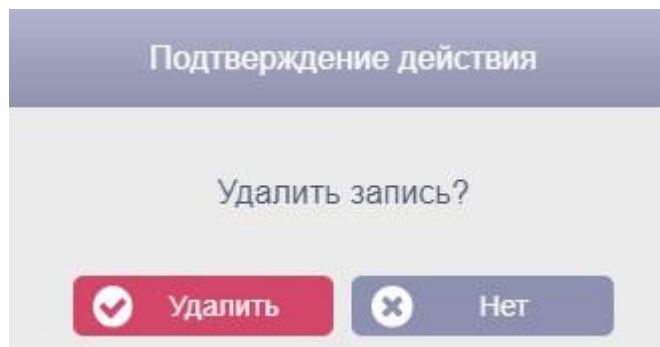 Подтверждение действия
Удалить запись?
Удалить Нет